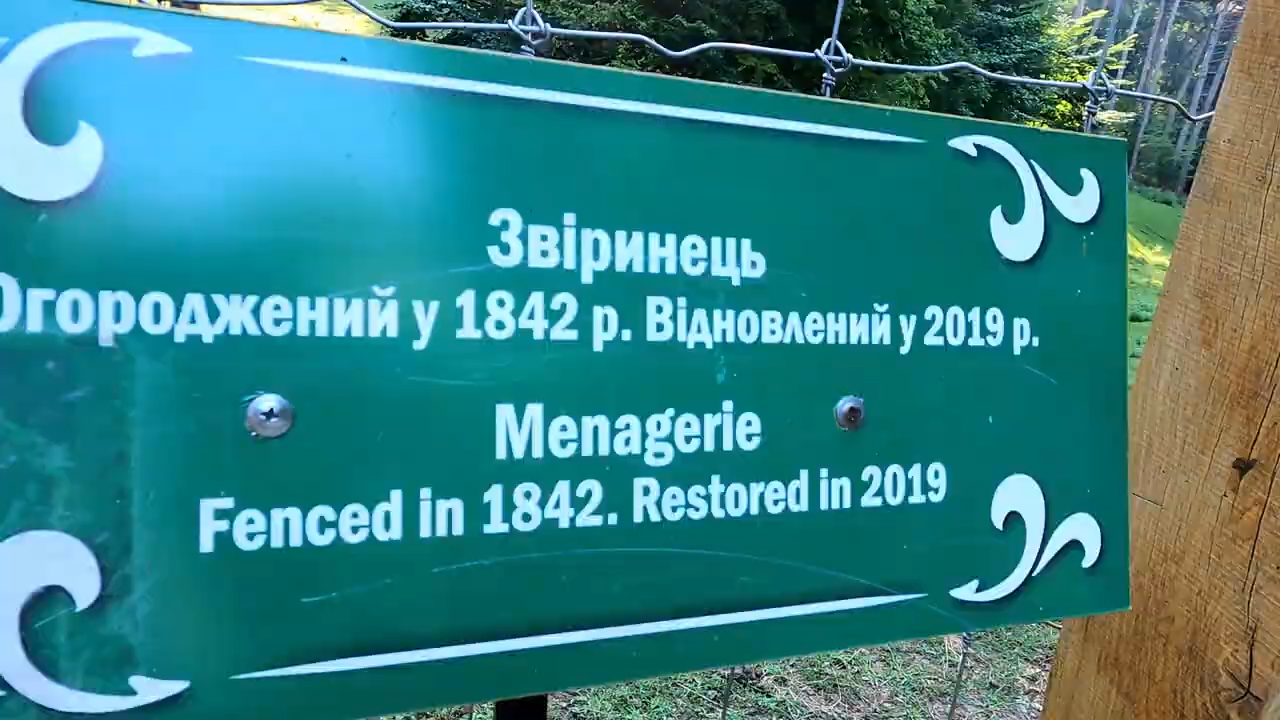 Звіринець
Огороджений у 1842 р. Відновлений у 2019 р.
Menagerie
Fenced in 1842. Restored in 2019